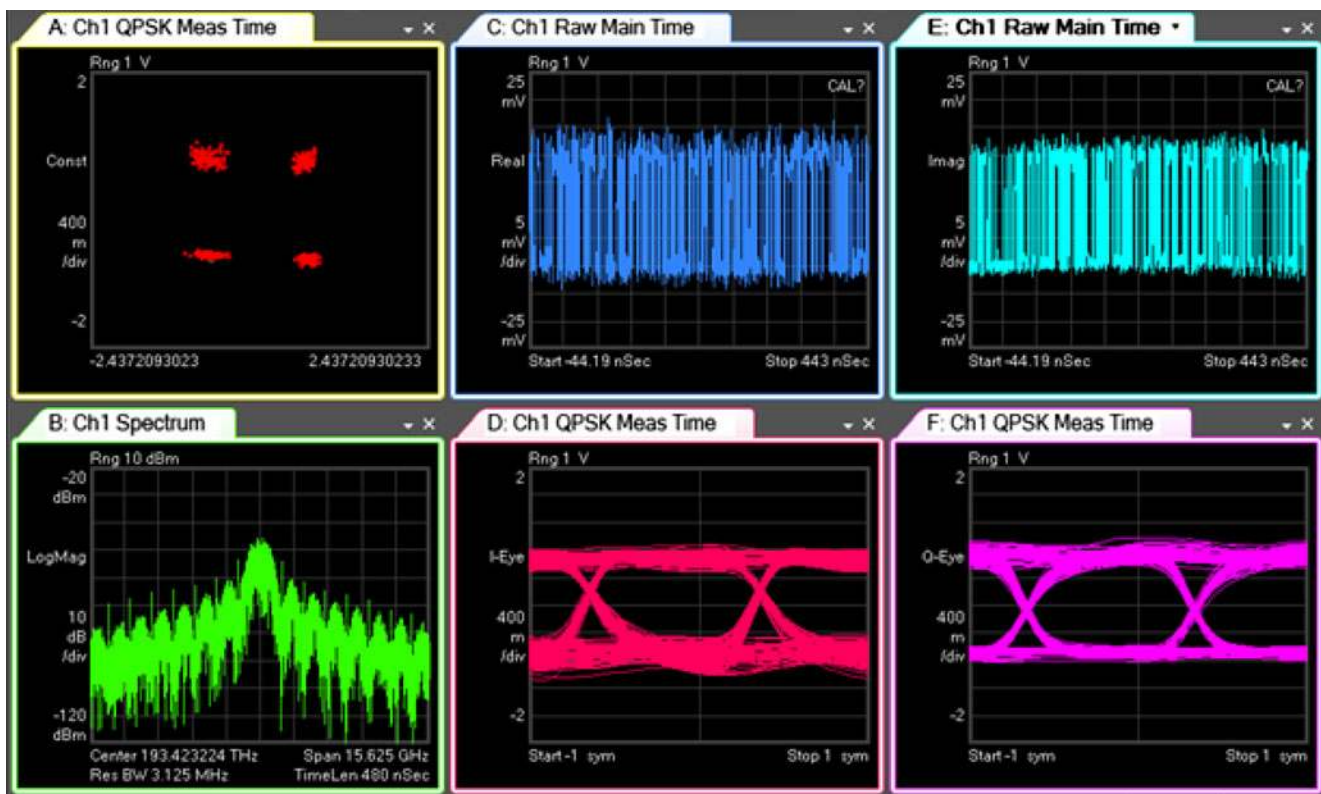 A: Ch1 QPSK Meas Time
Rng 1 V
2
Const
400
m
/div
-2
-2.43720930233
2.43720930233
C: Ch1 Raw Main Time
Rng 1 V
25
mV
CAL?
Real
5
mV
/div
-25
mV
Start -44.19 nSec
Stop 443 nSec
E: Ch1 Raw Main Time
Rng 1 V
25
mV
CAL?
Imag
5
mV
/div
-25
mV
Start -44.19 nSec
Stop 443 nSec
B: Ch1 Spectrum
Rng 10 dBm
-20
dBm
LogMag
10
dB
/div
-120
dBm
Center 193.423224 THz
Span 15.625 GHz
Res BW 3.125 MHz
TimeLen 480 nSec
D: Ch1 QPSK Meas Time
Rng 1 V
2
I-Eye
400
m
/div
-2
Start -1 sym
Stop 1 sym
F: Ch1 QPSK Meas Time
Rng 1 V
2
Q-Eye
400
m
/div
-2
Start -1 sym
Stop 1 sym